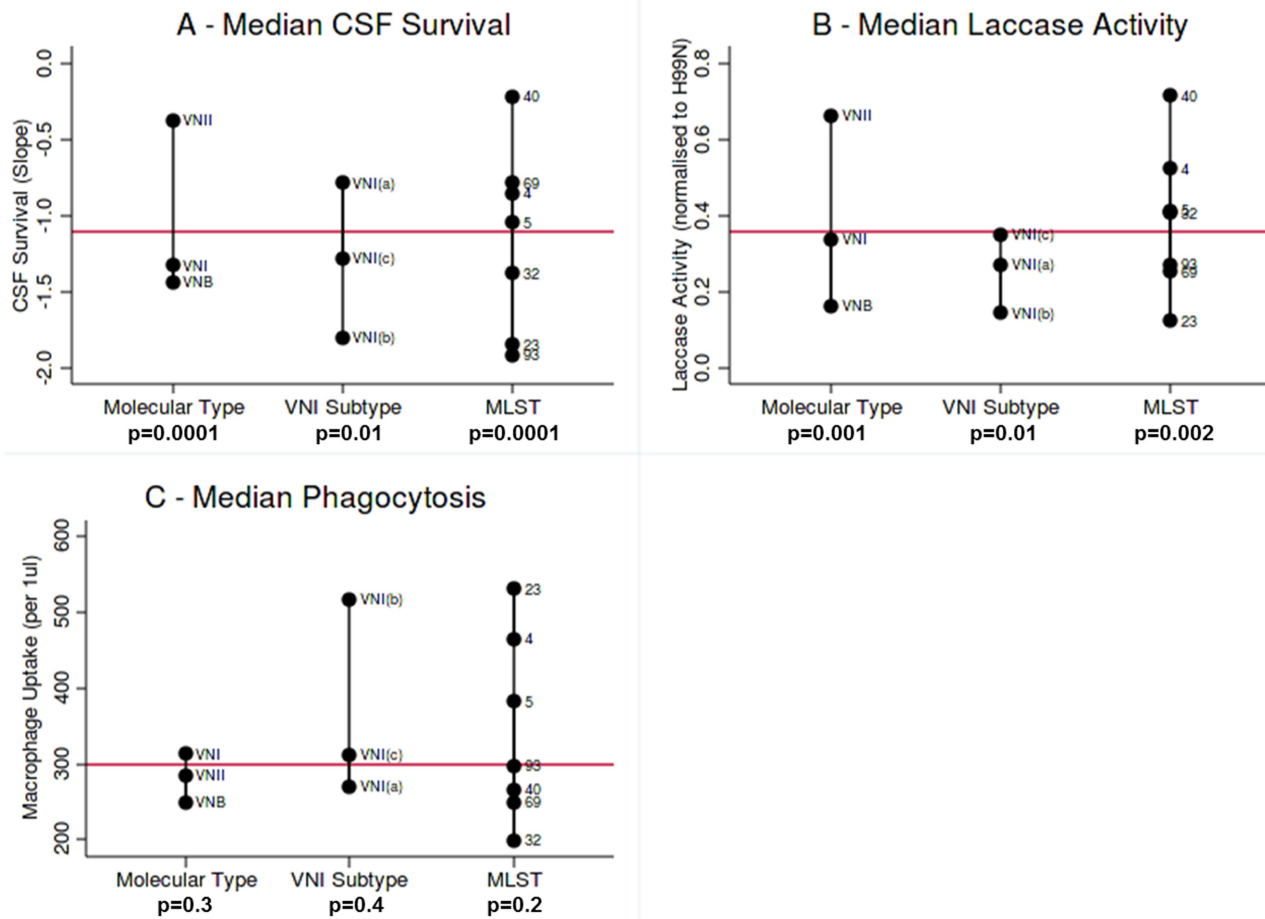 A - Median CSF Survival
CSF Survival (Slope)
0.0
-0.5
-1.0
-1.5
-2.0
VNII
VNI
VNB
VNI(a)
VNI(c)
VNI(b)
40
69
4
5
32
23
93
Molecular Type
p=0.0001
VNI Subtype
p=0.01
MLST
p=0.0001
B - Median Laccase Activity
Laccase Activity (normalised to H99N)
0.8
0.6
0.4
0.2
0.0
VNII
VNI
VNB
VNI(c)
VNI(a)
VNI(b)
40
4
5
32
93
69
23
Molecular Type
p=0.001
VNI Subtype
p=0.01
MLST
p=0.002
C - Median Phagocytosis
Macrophage Uptake (per 1ul)
600
500
400
300
200
VNI
VNII
VNB
VNI(b)
VNI(c)
VNI(a)
23
4
5
93
40
69
32
Molecular Type
p=0.3
VNI Subtype
p=0.4
MLST
p=0.2